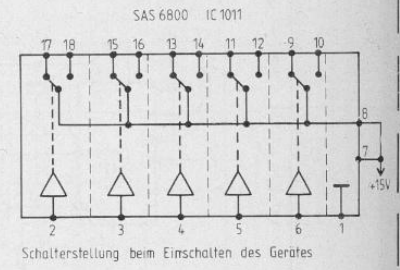 SAS 6800 IC 1011
17 18 15 16 13 14 11 12 9 10
8
7
+15V
2 3 4 5 6 1
Schalterstellung beim Einschalten des Gerätes